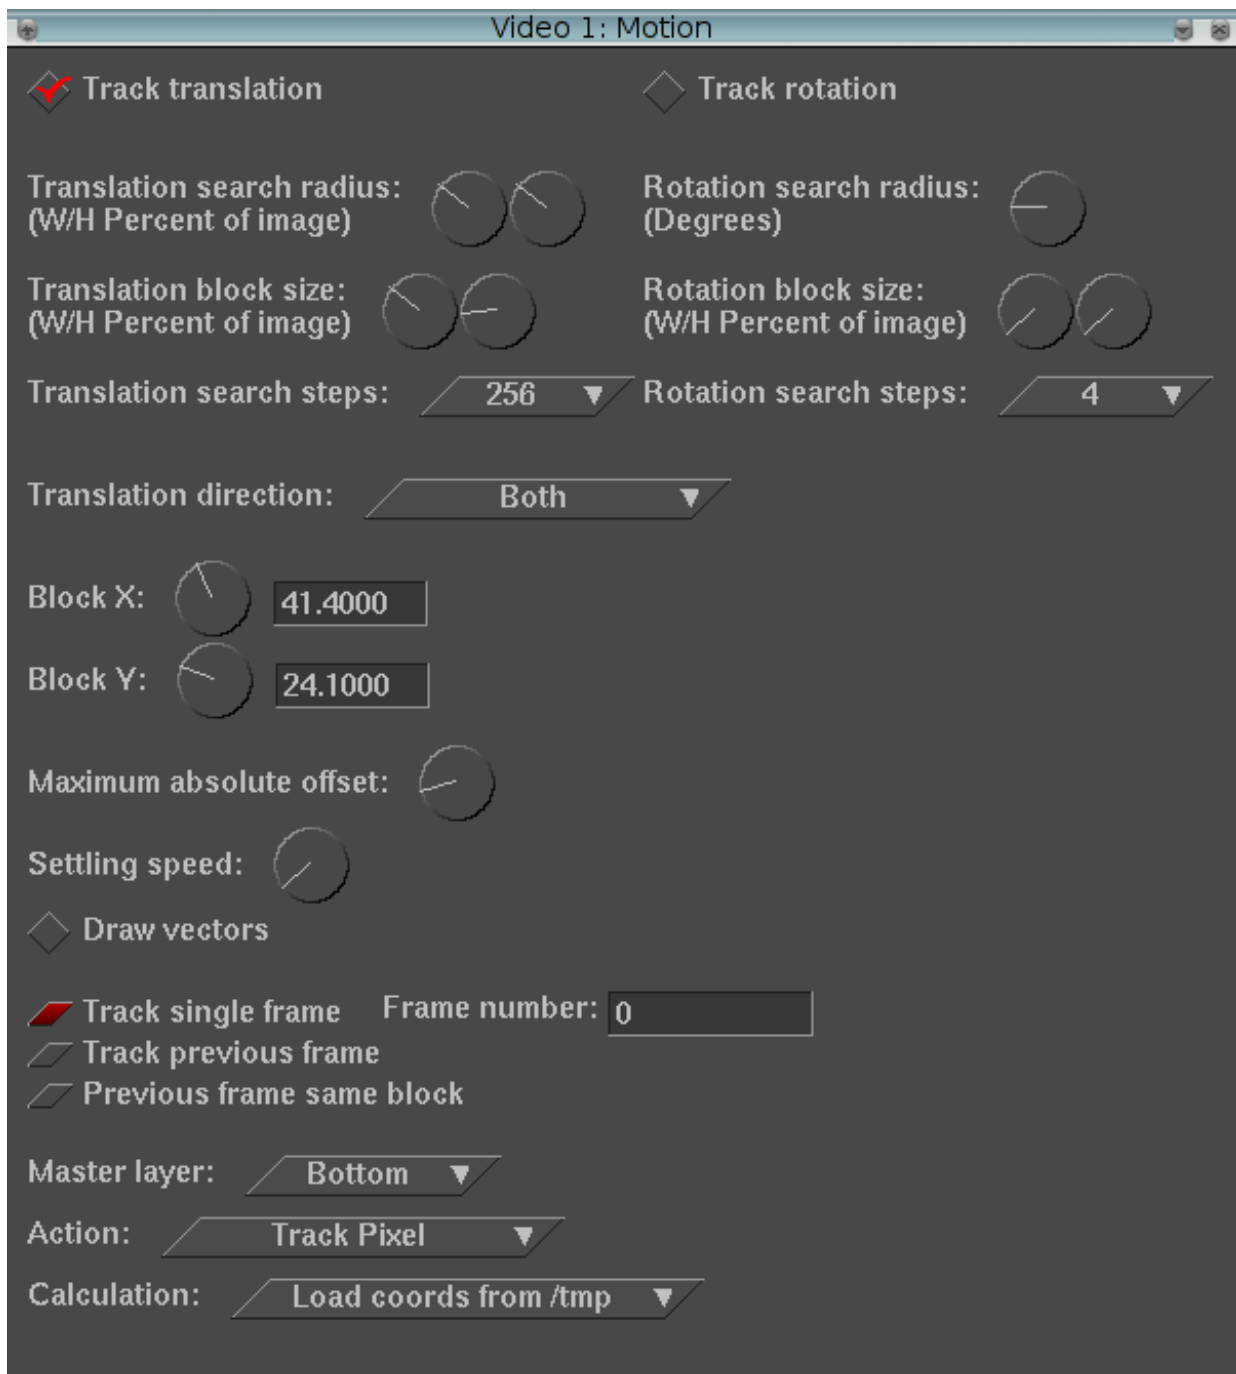 Video 1: Motion
Track translation
Track rotation
Translation search radius:
(W/H Percent of image)
Rotation search radius:
(Degrees)
Translation block size:
(W/H Percent of image)
Rotation block size:
(W/H Percent of image)
Translation search steps: 256
Rotation search steps: 4
Translation direction: Both
Block X: 41.4000
Block Y: 24.1000
Maximum absolute offset:
Settling speed:
Draw vectors
Track single frame Frame number: 0
Track previous frame
Previous frame same block
Master layer: Bottom
Action: Track Pixel
Calculation: Load coords from /tmp